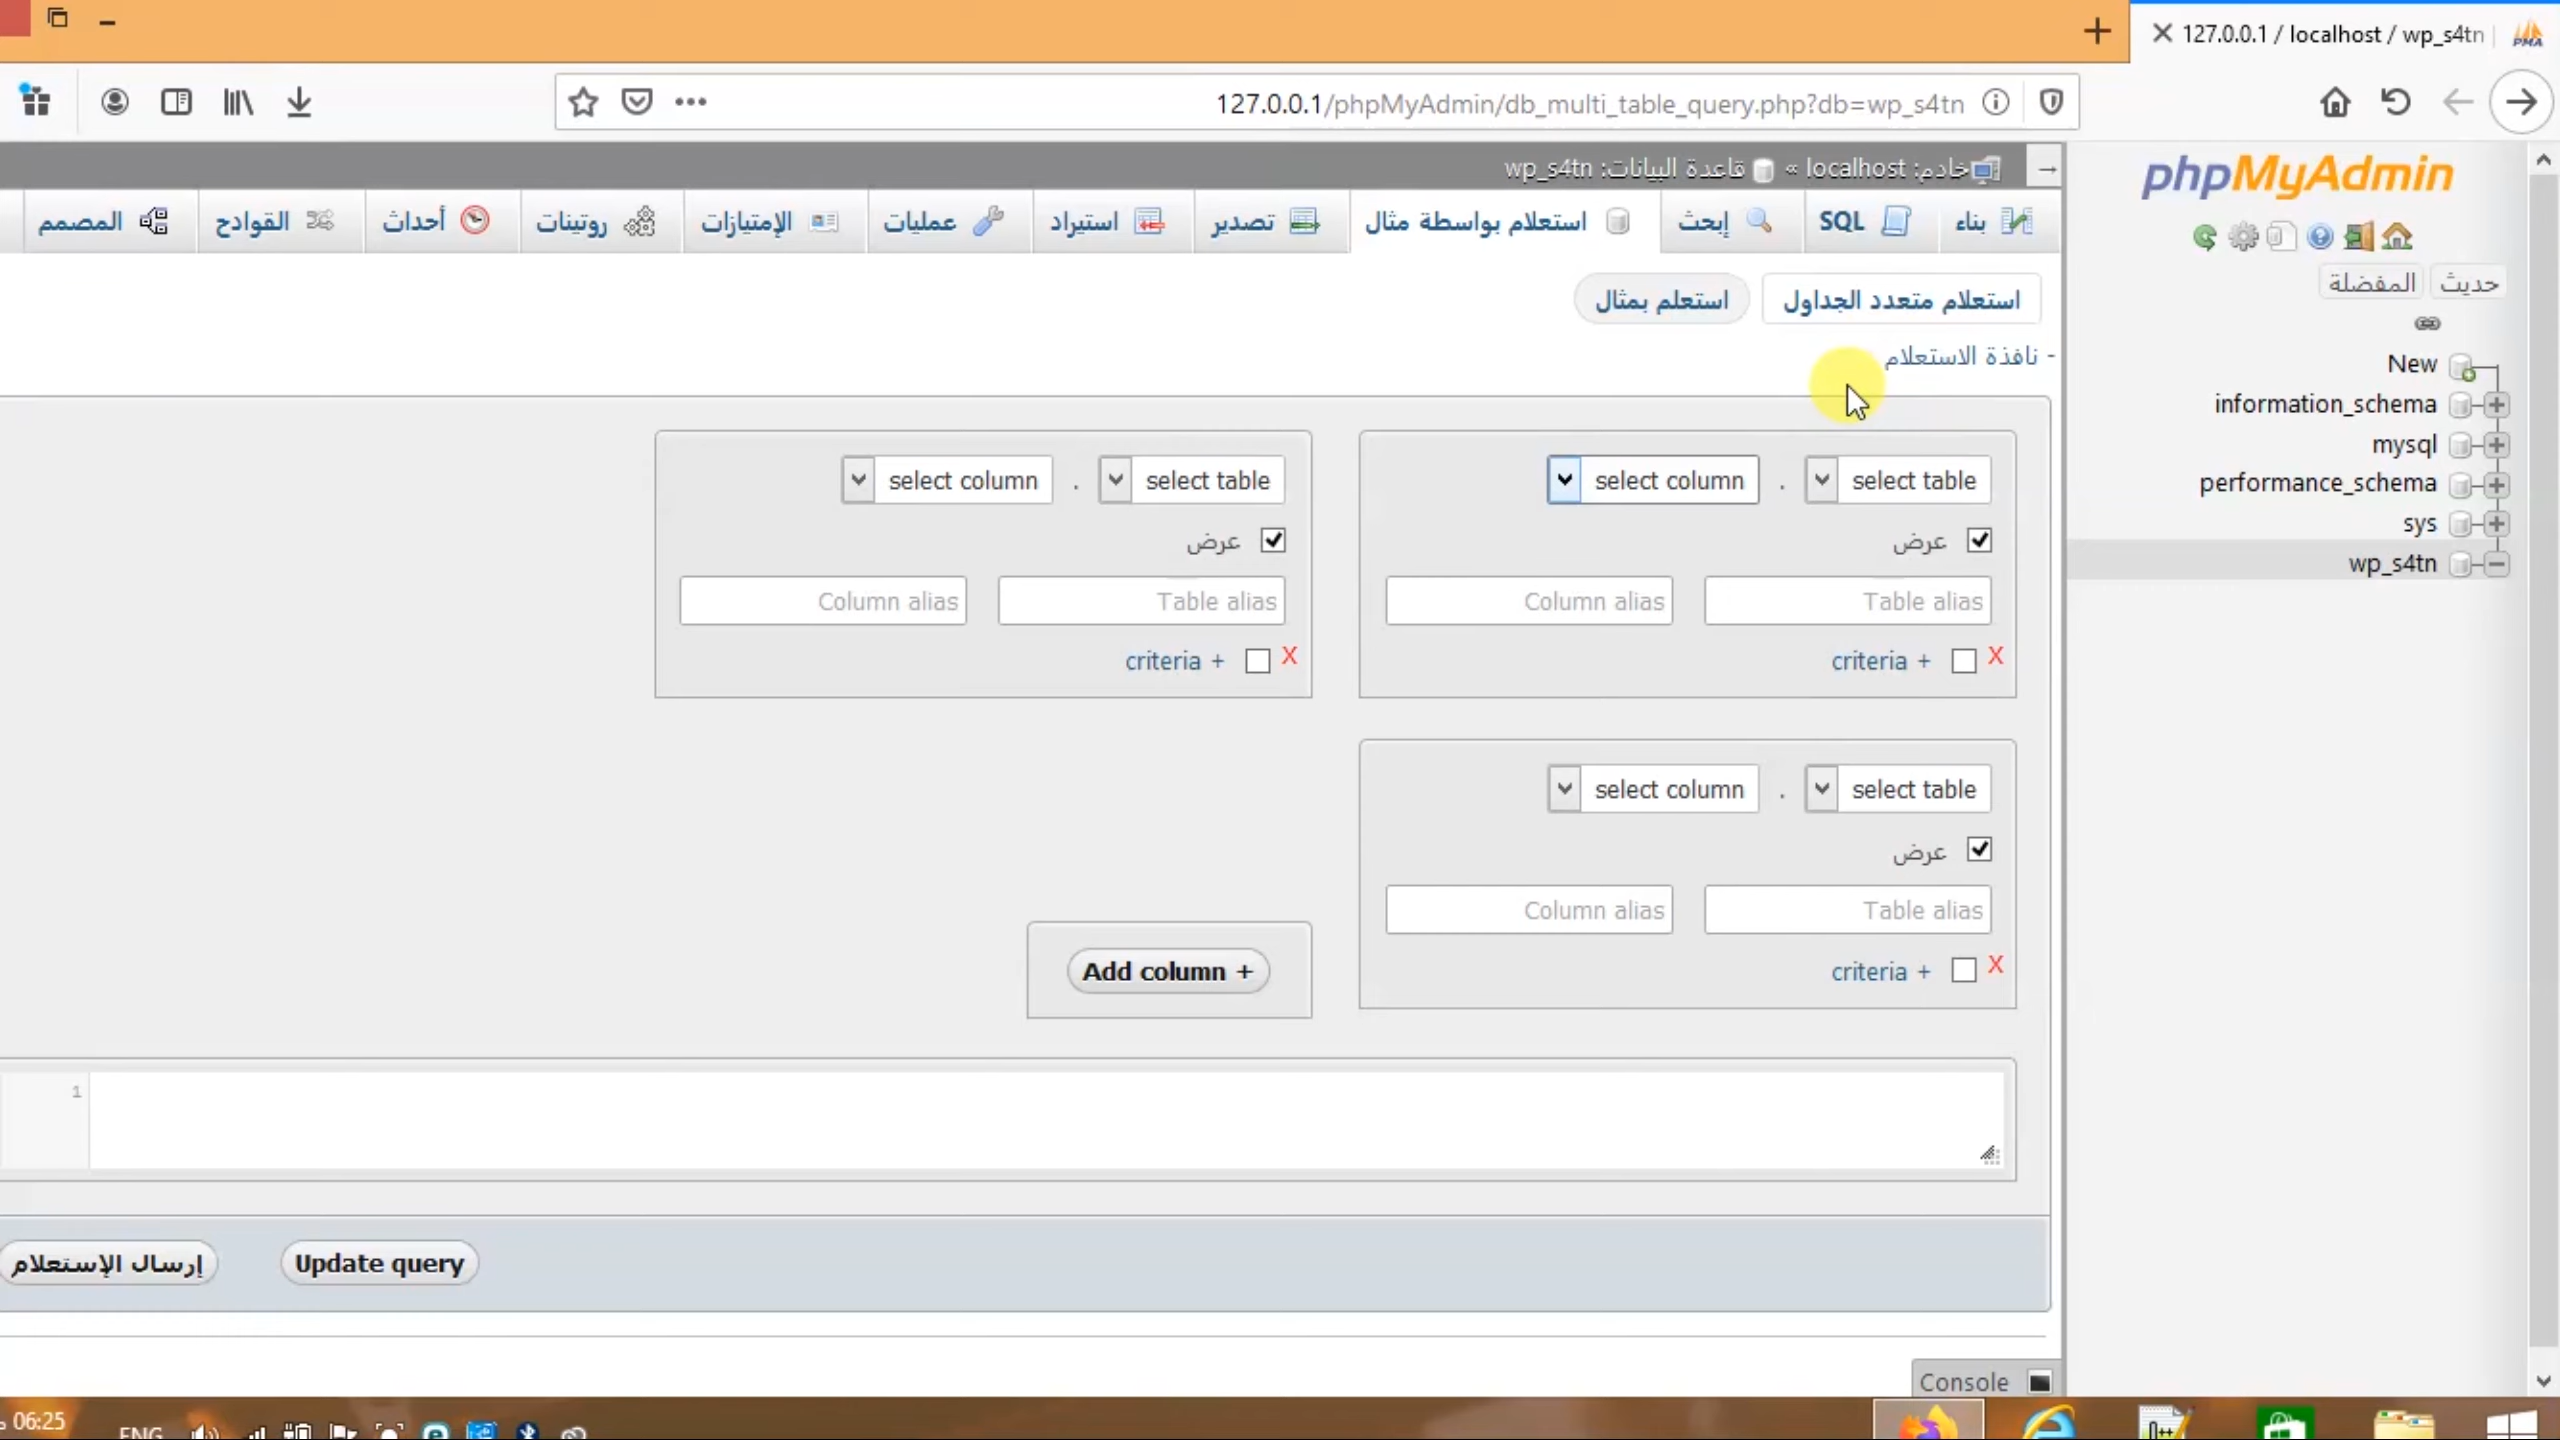 127.0.0.1 / localhost / wp_s4tn
127.0.0.1/phpMyAdmin/db_multi_table_query.php?db=wp_s4tn
خادم: localhost » قاعدة البيانات: wp_s4tn
بناء
SQL
إبحث
استعلام بواسطة مثال
تصدير
استيراد
عمليات
الإمتيازات
روتينات
أحداث
القوادح
المصمم
phpMyAdmin
حديث
المفضلة
New
information_schema
mysql
performance_schema
sys
wp_s4tn
استعلام متعدد الجداول
استعلم بمثال
- نافذة الاستعلام
select table . select column
عرض
Table alias
Column alias
X criteria +
select table . select column
عرض
Table alias
Column alias
X criteria +
select table . select column
عرض
Table alias
Column alias
X criteria +
Add column +
1
Update query
إرسال الإستعلام
Console
06:25
ENG